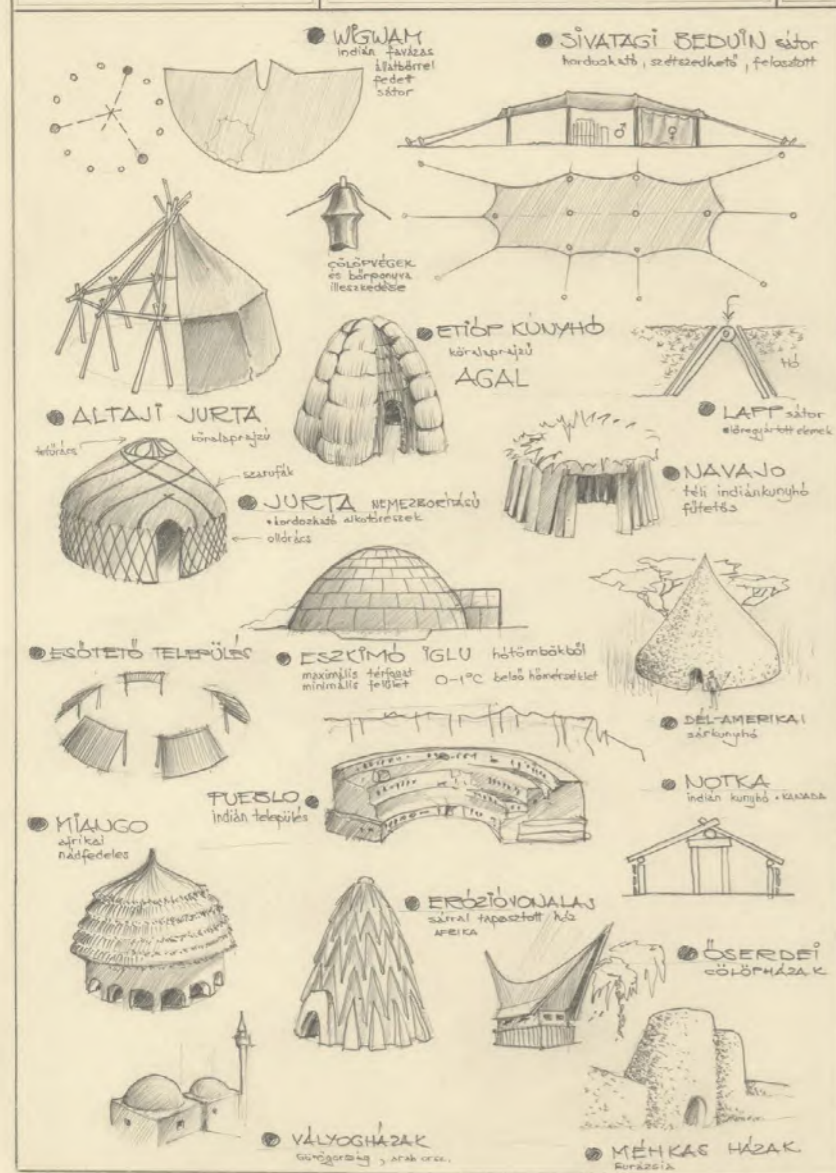 WIGWAM
indián favázas
állatbőrrel
fedett
sátor
SIVATAGI BEDUIN sátor
hordozható, szétszedhető, felosztott
♂ ♀
CÖLÖPVÉGEK
és bőrponyva
illeszkedése
ETIÓP KÚNYHÓ
köralaprajzú
AGAL
HÓ
LAPP sátor
előregyártott elemek
ALTAJI JURTA
köralaprajzú
tetőrács
szarufák
JURTA NEMEZBORÍTÁSÚ
• hordozható alkotórészek
ollórács
NAVAJO
téli indiánkunyhó
fűtetős
ESŐTETŐ TELEPÜLÉS
ESZKIMÓ IGLU hótömbökből
maximális térfogat
minimális felület
0-1°C belső hőmérséklet
DÉL-AMERIKAI
sárkunyhó
PUEBLO
indián település
NOTKA
indián kunyhó • KANADA
MIANGO
afrikai
nádfedeles
ERÓZIÓVONALAS
sárral tapasztott ház
AFRIKA
ŐSERDEI
CÖLÖPHÁZAK
VÁLYOGHÁZAK
Görögország, arab orsz.
MÉHKAS HÁZAK
EURÁZSIA